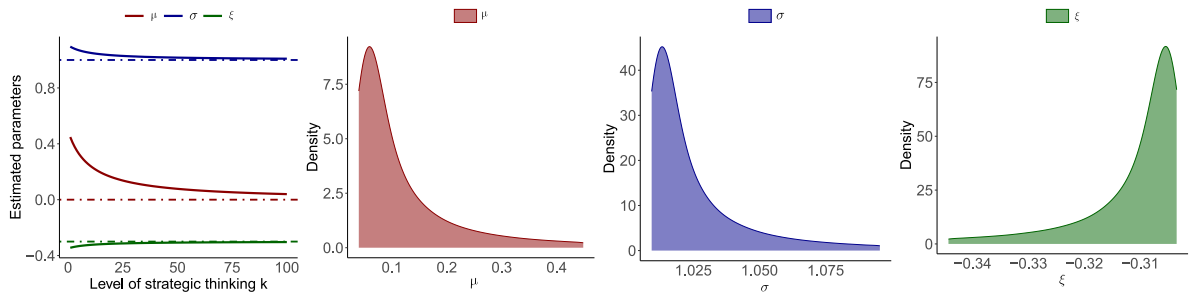 μ σ ξ
Estimated parameters
0.8
0.4
0.0
−0.4
0 25 50 75 100
Level of strategic thinking k
μ
Density
7.5
5.0
2.5
0.0
0.1 0.2 0.3 0.4
μ
σ
Density
40
30
20
10
0
1.025 1.050 1.075
σ
ξ
Density
75
50
25
0
−0.34 −0.33 −0.32 −0.31
ξ